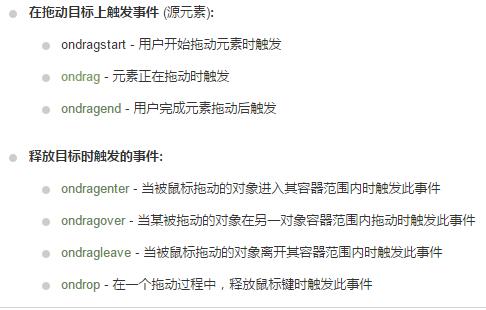 在拖动目标上触发事件 (源元素):
ondragstart - 用户开始拖动元素时触发
ondrag - 元素正在拖动时触发
ondragend - 用户完成元素拖动后触发
释放目标时触发的事件:
ondragenter - 当被鼠标拖动的对象进入其容器范围内时触发此事件
ondragover - 当某被拖动的对象在另一对象容器范围内拖动时触发此事件
ondragleave - 当被鼠标拖动的对象离开其容器范围内时触发此事件
ondrop - 在一个拖动过程中，释放鼠标键时触发此事件